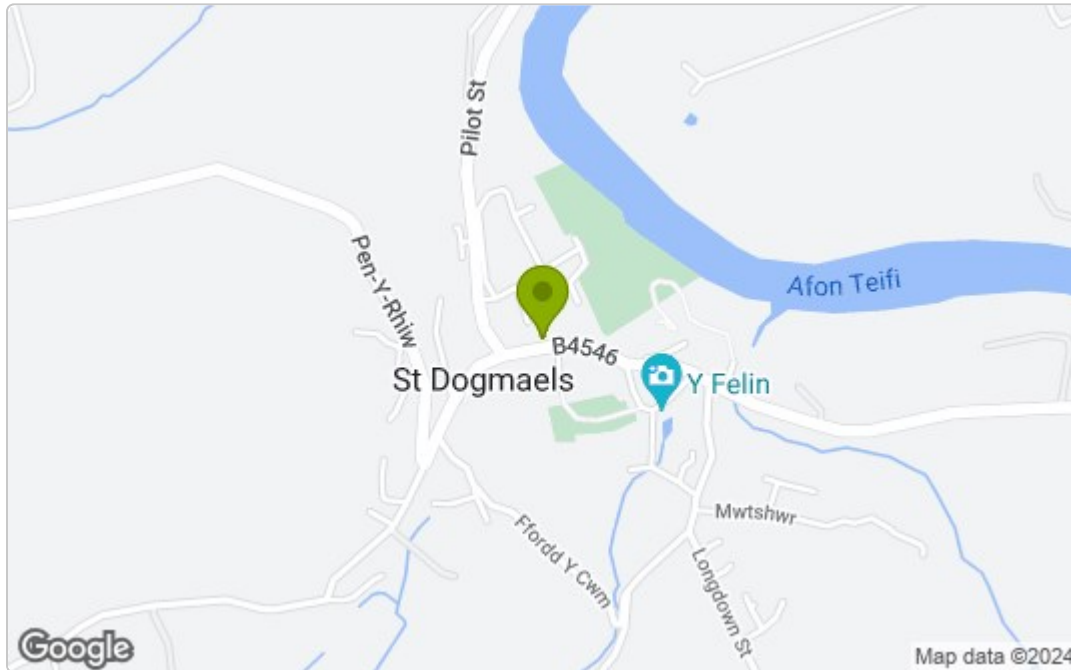 Pilot St
Pen-Y-Rhiw
Afon Teifi
B4546
St Dogmaels
Y Felin
Mwtshwr
Ffordd Y Cwm
Longdown St
Google
Map data ©2024